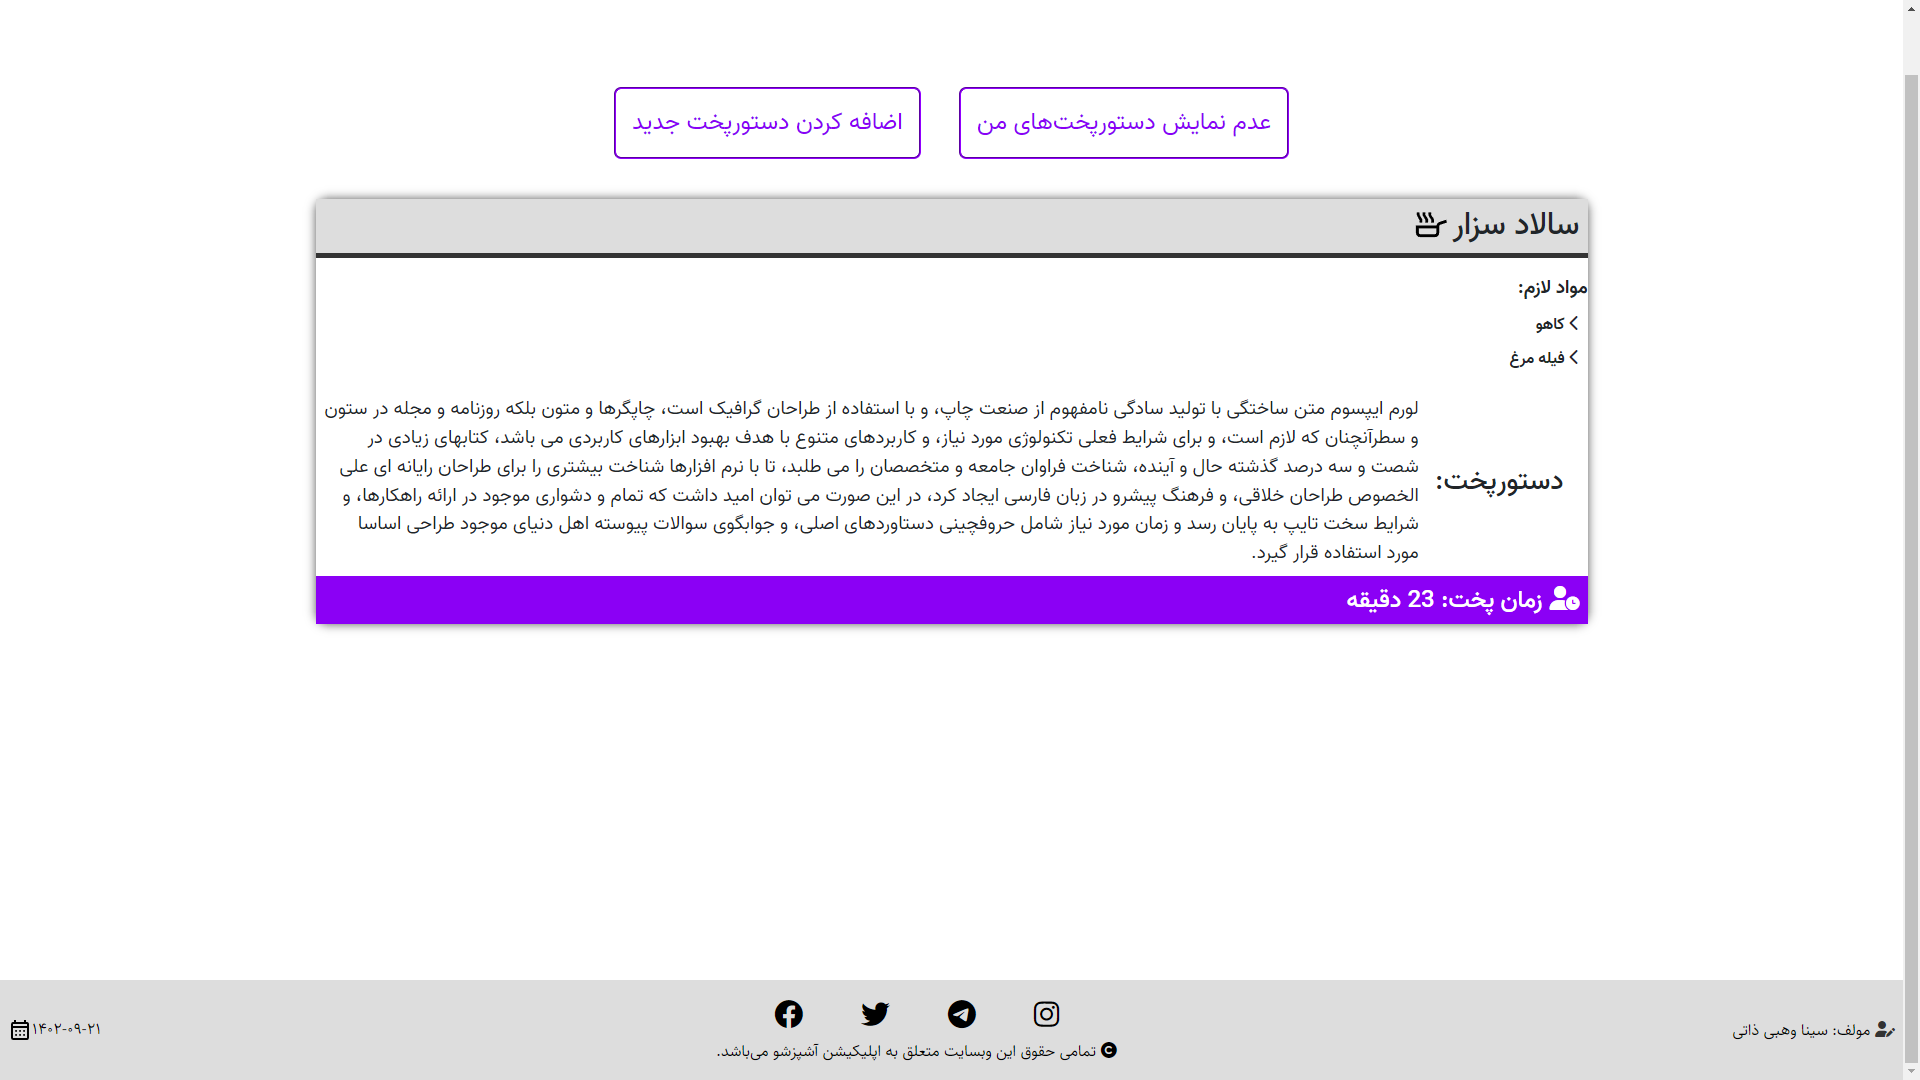 عدم نمایش دستورپخت‌های من
اضافه کردن دستورپخت جدید
سالاد سزار
مواد لازم:
کاهو
فیله مرغ
دستورپخت:
لورم ایپسوم متن ساختگی با تولید سادگی نامفهوم از صنعت چاپ، و با استفاده از طراحان گرافیک است، چاپگرها و متون بلکه روزنامه و مجله در ستون
و سطرآنچنان که لازم است، و برای شرایط فعلی تکنولوژی مورد نیاز، و کاربردهای متنوع با هدف بهبود ابزارهای کاربردی می باشد، کتابهای زیادی در
شصت و سه درصد گذشته حال و آینده، شناخت فراوان جامعه و متخصصان را می طلبد، تا با نرم افزارها شناخت بیشتری را برای طراحان رایانه ای علی
الخصوص طراحان خلاقی، و فرهنگ پیشرو در زبان فارسی ایجاد کرد، در این صورت می توان امید داشت که تمام و دشواری موجود در ارائه راهکارها، و
شرایط سخت تایپ به پایان رسد و زمان مورد نیاز شامل حروفچینی دستاوردهای اصلی، و جوابگوی سوالات پیوسته اهل دنیای موجود طراحی اساسا
مورد استفاده قرار گیرد.
زمان پخت: 23 دقیقه
مولف: سینا وهبی ذاتی
تمامی حقوق این وبسایت متعلق به اپلیکیشن آشپزشو می‌باشد.
۱۴۰۲-۰۹-۲۱